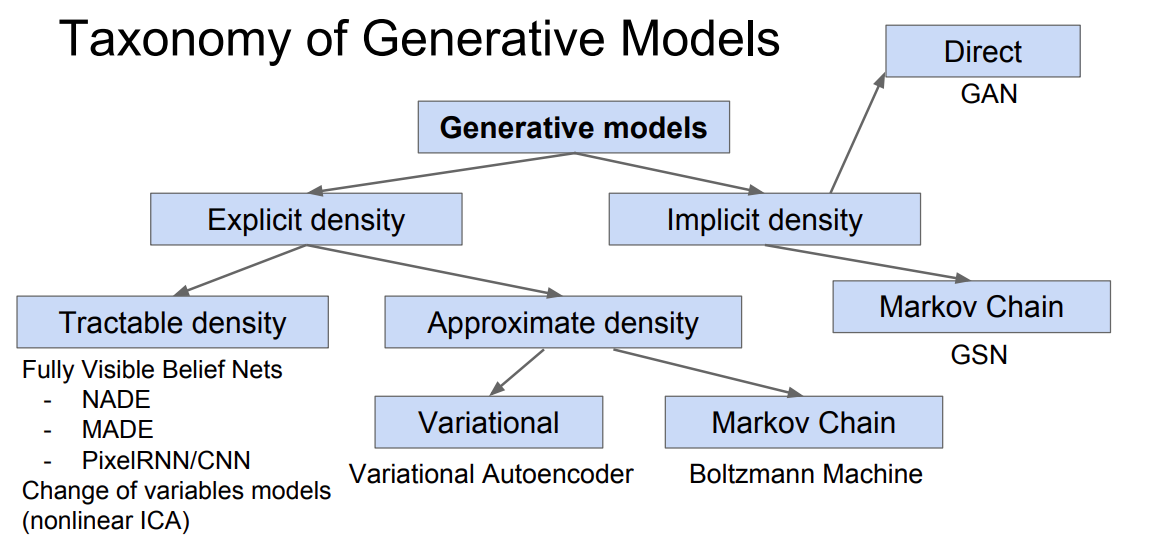 Taxonomy of Generative Models
Direct
GAN
Generative models
Explicit density
Implicit density
Tractable density
Approximate density
Markov Chain
GSN
Fully Visible Belief Nets
- NADE
- MADE
- PixelRNN/CNN
Change of variables models
(nonlinear ICA)
Variational
Variational Autoencoder
Markov Chain
Boltzmann Machine